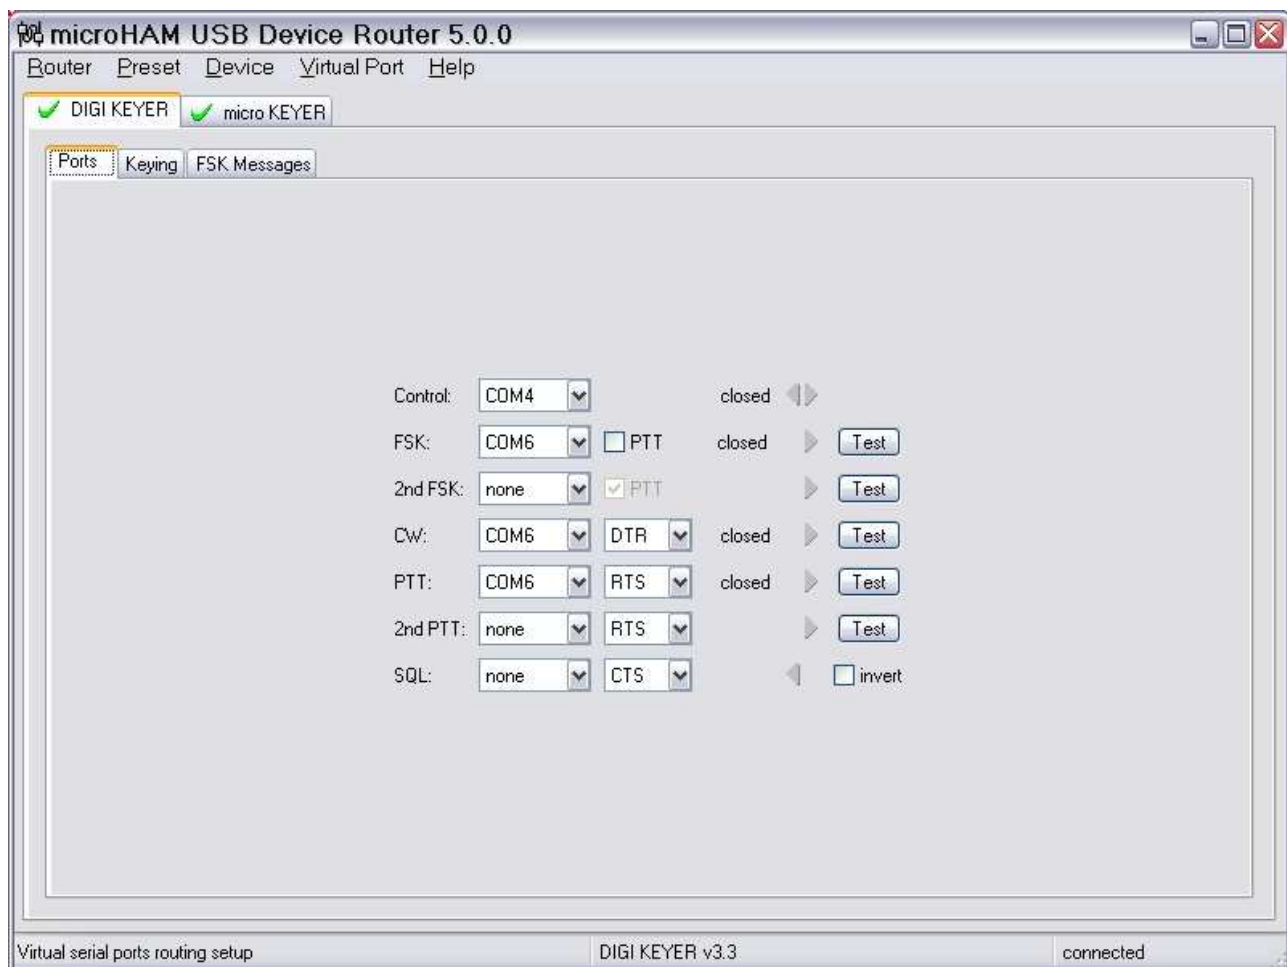 microHAM USB Device Router 5.0.0
Router Preset Device Virtual Port Help
DIGI KEYER micro KEYER
Ports Keying FSK Messages
Control: COM4 closed
FSK: COM6 PTT closed Test
2nd FSK: none PTT Test
CW: COM6 DTR closed Test
PTT: COM6 RTS closed Test
2nd PTT: none RTS Test
SQL: none CTS invert
Virtual serial ports routing setup DIGI KEYER v3.3 connected